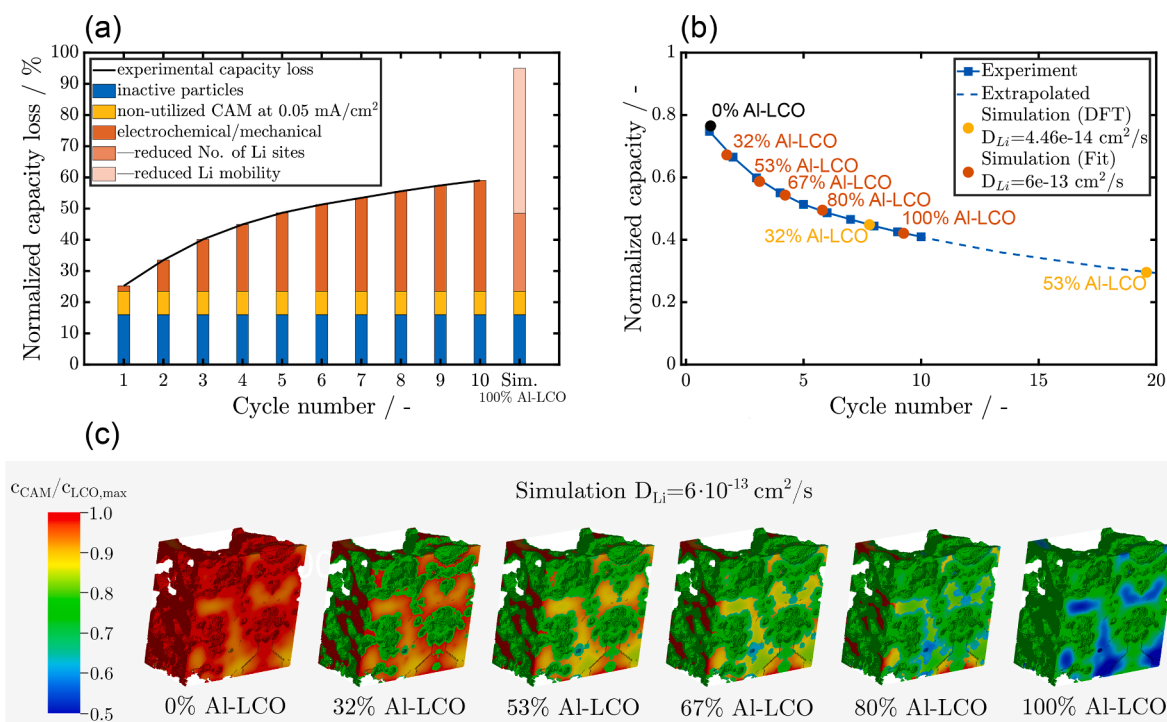 (a)
Normalized capacity loss / %
100
90
80
70
60
50
40
30
20
10
0
experimental capacity loss
inactive particles
non-utilized CAM at 0.05 mA/cm²
electrochemical/mechanical
—reduced No. of Li sites
—reduced Li mobility
1 2 3 4 5 6 7 8 9 10 Sim.
100% Al-LCO
Cycle number / -
(b)
Normalized capacity / -
1
0.8
0.6
0.4
0.2
0
Experiment
Extrapolated
Simulation (DFT)
D_Li=4.46e-14 cm²/s
Simulation (Fit)
D_Li=6e-13 cm²/s
0% Al-LCO
32% Al-LCO
53% Al-LCO
67% Al-LCO
80% Al-LCO
100% Al-LCO
32% Al-LCO
53% Al-LCO
0 5 10 15 20
Cycle number / -
(c)
c_CAM/c_LCO,max
Simulation D_Li=6·10⁻¹³ cm²/s
1.0
0.9
0.8
0.7
0.6
0.5
0% Al-LCO 32% Al-LCO 53% Al-LCO 67% Al-LCO 80% Al-LCO 100% Al-LCO